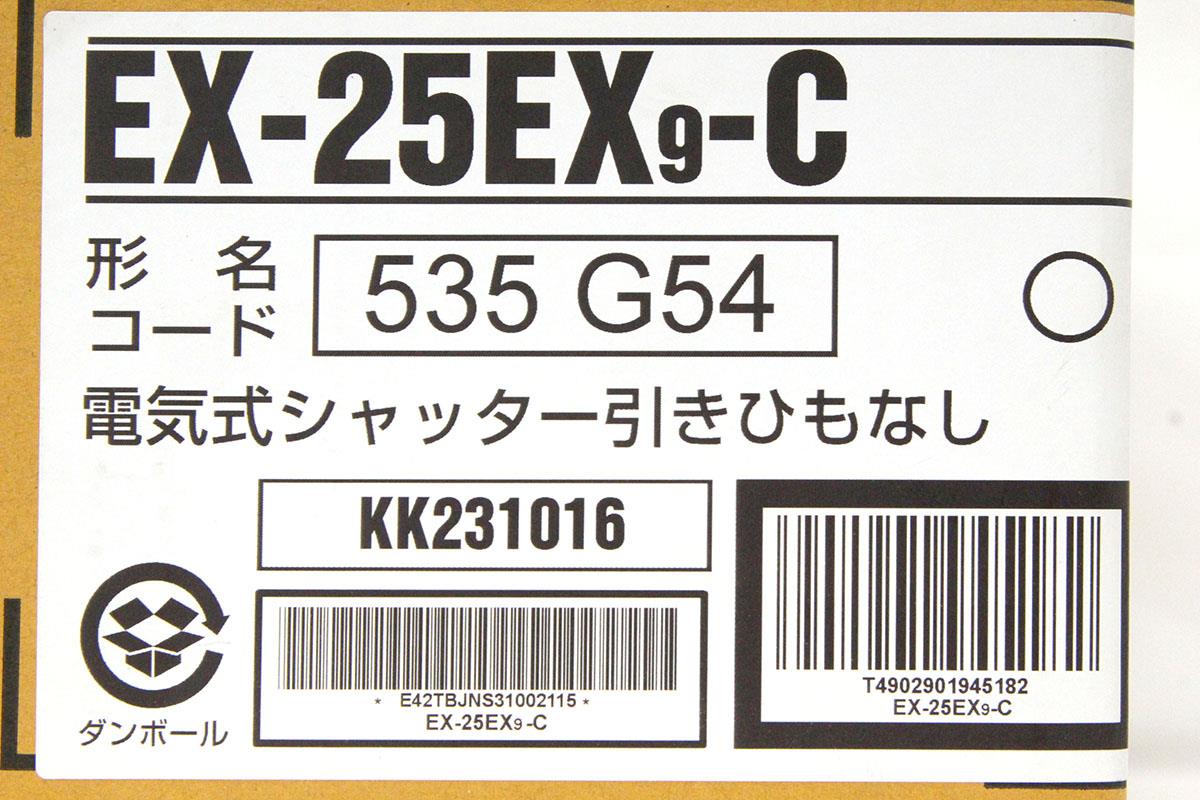 EX-25EX9-C
形名
コード
535 G54
電気式シャッター引きひもなし
KK231016
* E42TBJNS31002115 *
EX-25EX9-C
T4902901945182
EX-25EX9-C
ダンボール